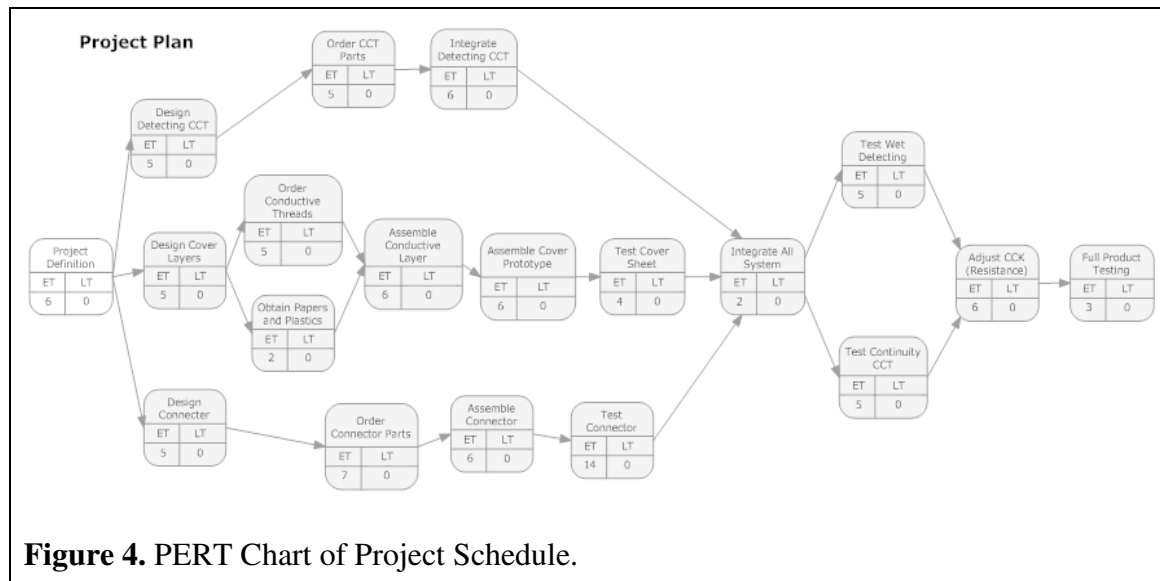 Project Plan
Order CCT
Parts
ET LT
5 0
Integrate
Detecting CCT
ET LT
6 0
Design
Detecting CCT
ET LT
5 0
Test Wet
Detecting
ET LT
5 0
Order
Conductive
Threads
ET LT
5 0
Project
Definition
ET LT
6 0
Design Cover
Layers
ET LT
5 0
Assemble
Conductive
Layer
ET LT
6 0
Assemble Cover
Prototype
ET LT
6 0
Test Cover
Sheet
ET LT
4 0
Integrate All
System
ET LT
2 0
Adjust CCK
(Resistance)
ET LT
6 0
Full Product
Testing
ET LT
3 0
Obtain Papers
and Plastics
ET LT
2 0
Test Continuity
CCT
ET LT
5 0
Design
Connecter
ET LT
5 0
Order
Connector Parts
ET LT
7 0
Assemble
Connector
ET LT
6 0
Test
Connector
ET LT
14 0
Figure 4. PERT Chart of Project Schedule.